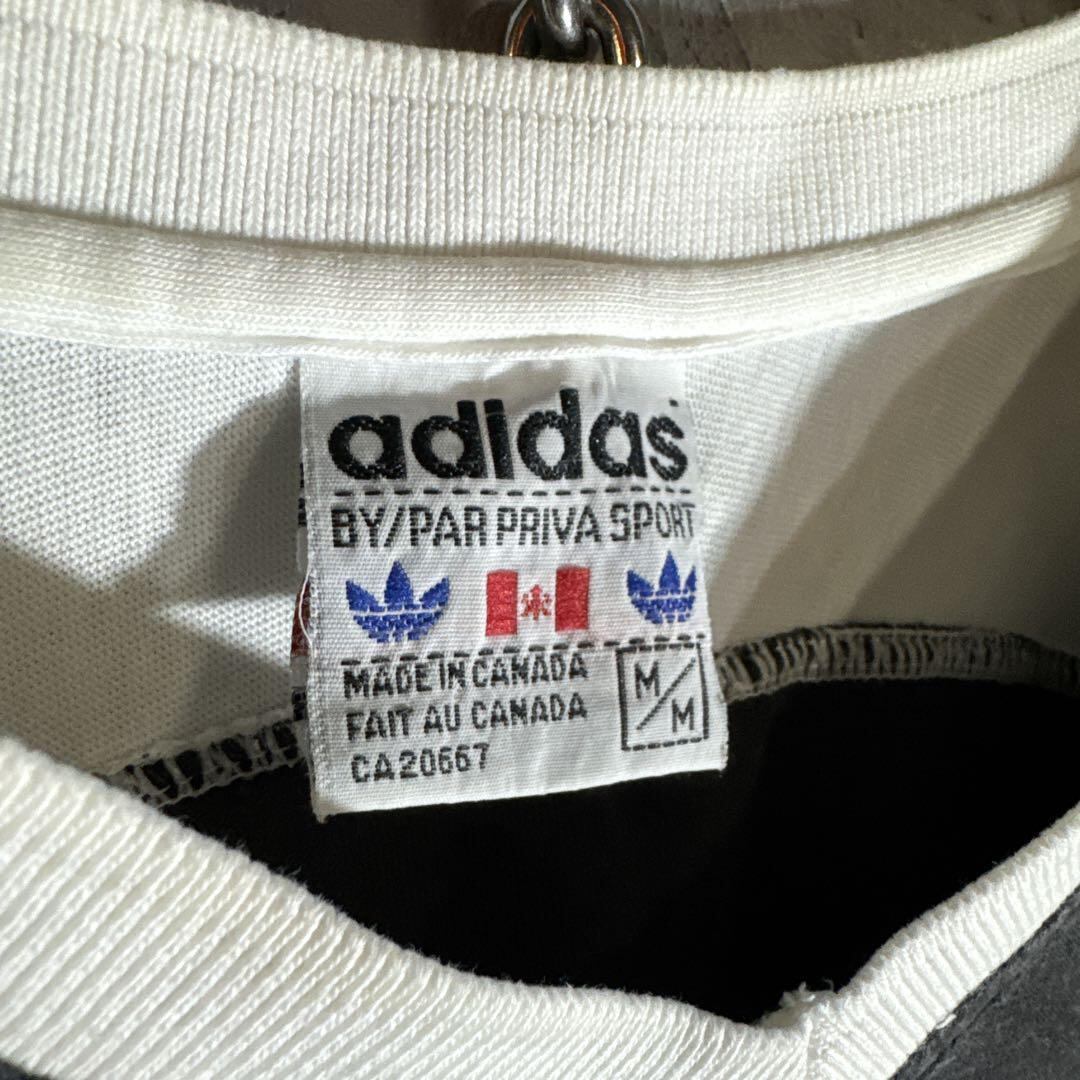 adidas
BY/PAR PRIVA SPORT
MADE IN CANADA
FAIT AU CANADA
CA20667
M/M